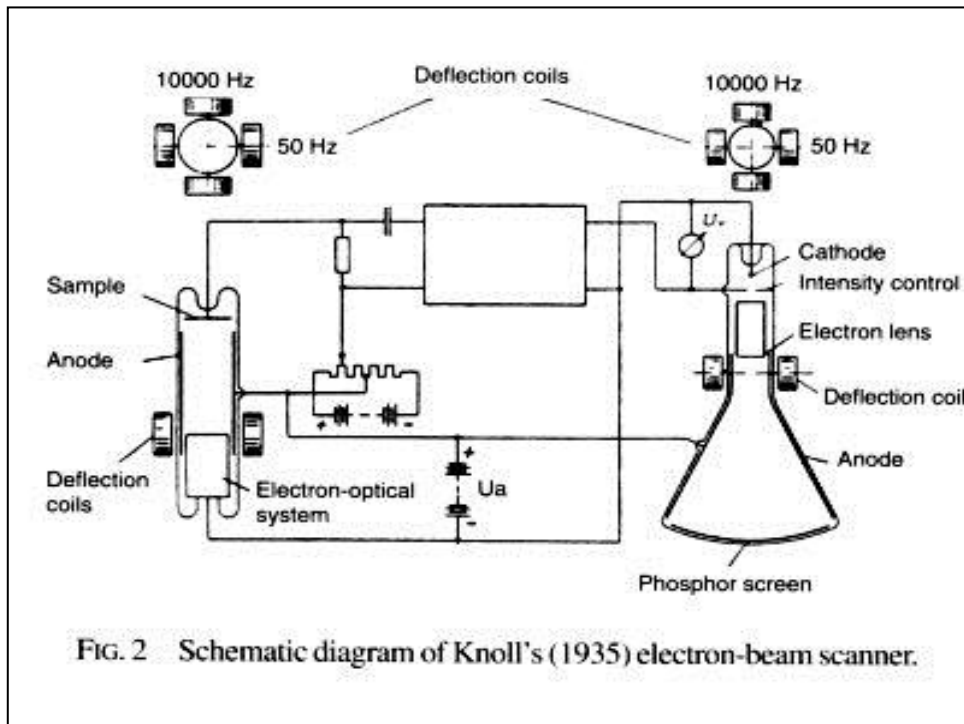 Deflection coils
10000 Hz
10000 Hz
50 Hz
50 Hz
Cathode
Sample
Intensity control
Electron lens
Anode
Deflection coil
Deflection
coils
Electron-optical
system
+
-
+
Ua
-
Anode
Phosphor screen
FIG. 2 Schematic diagram of Knoll's (1935) electron-beam scanner.